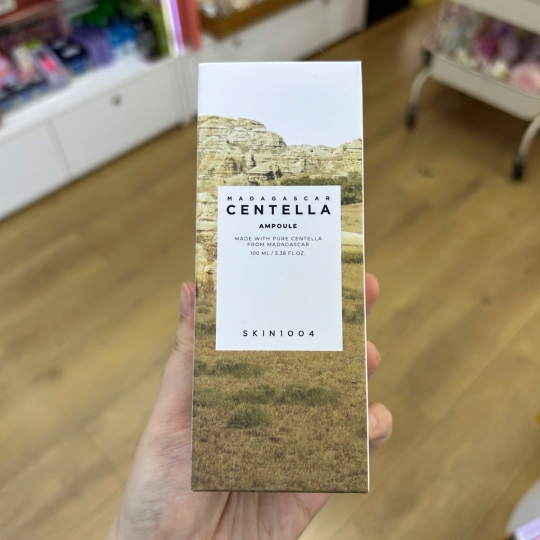 MADAGASCAR
CENTELLA
AMPOULE
MADE WITH PURE CENTELLA
FROM MADAGASCAR
100 ML / 3.38 FL.OZ.
SKIN1004